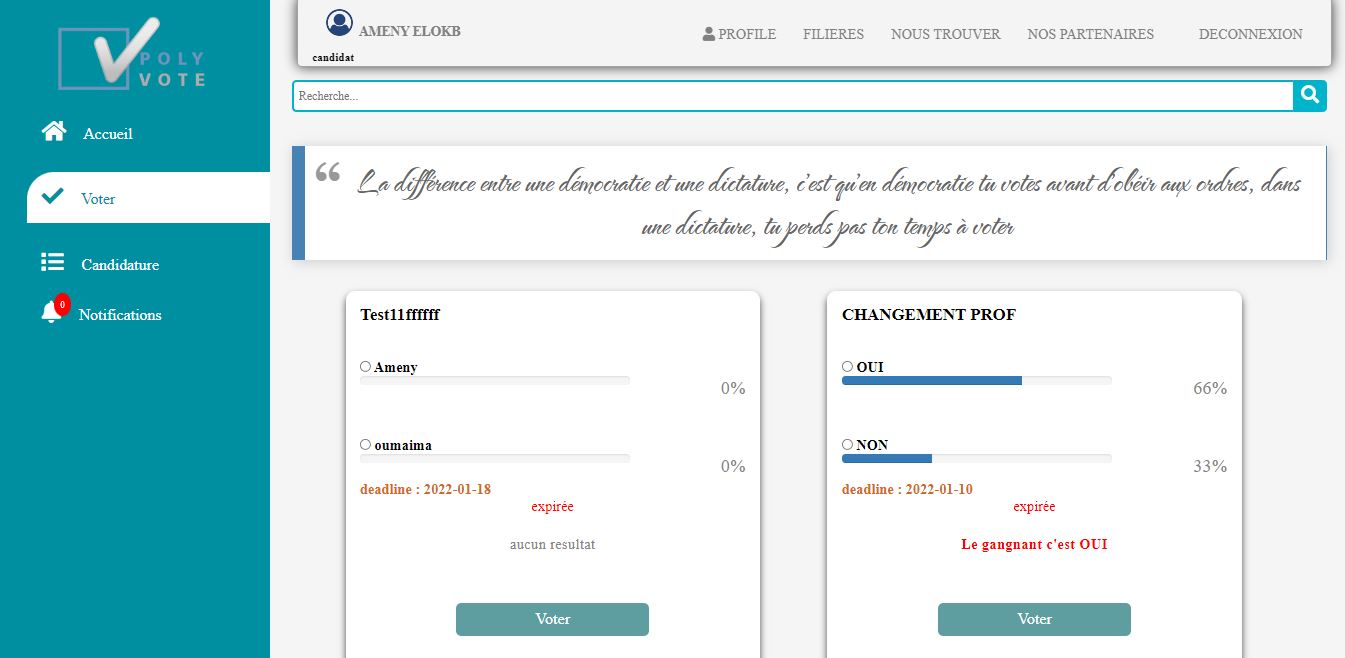 POLY
VOTE
Accueil
Voter
Candidature
0
Notifications
AMENY ELOKB
candidat
PROFILE FILIERES NOUS TROUVER NOS PARTENAIRES DECONNEXION
Recherche...
“ La différence entre une démocratie et une dictature, c'est qu'en démocratie tu votes avant d'obéir aux ordres, dans
une dictature, tu perds pas ton temps à voter
Test11ffffff
Ameny
0%
oumaima
0%
deadline : 2022-01-18
expirée
aucun resultat
Voter
CHANGEMENT PROF
OUI
66%
NON
33%
deadline : 2022-01-10
expirée
Le gangnant c'est OUI
Voter